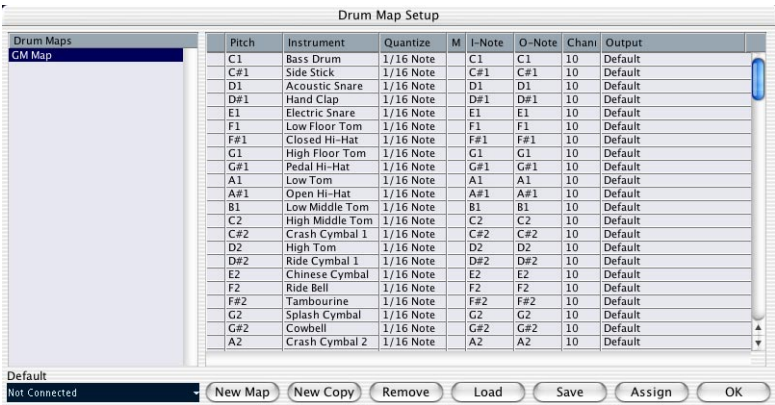 Drum Map Setup
Drum Maps
GM Map
Pitch Instrument Quantize M I-Note O-Note Chan Output
C1 Bass Drum 1/16 Note C1 C1 10 Default
C#1 Side Stick 1/16 Note C#1 C#1 10 Default
D1 Acoustic Snare 1/16 Note D1 D1 10 Default
D#1 Hand Clap 1/16 Note D#1 D#1 10 Default
E1 Electric Snare 1/16 Note E1 E1 10 Default
F1 Low Floor Tom 1/16 Note F1 F1 10 Default
F#1 Closed Hi-Hat 1/16 Note F#1 F#1 10 Default
G1 High Floor Tom 1/16 Note G1 G1 10 Default
G#1 Pedal Hi-Hat 1/16 Note G#1 G#1 10 Default
A1 Low Tom 1/16 Note A1 A1 10 Default
A#1 Open Hi-Hat 1/16 Note A#1 A#1 10 Default
B1 Low Middle Tom 1/16 Note B1 B1 10 Default
C2 High Middle Tom 1/16 Note C2 C2 10 Default
C#2 Crash Cymbal 1 1/16 Note C#2 C#2 10 Default
D2 High Tom 1/16 Note D2 D2 10 Default
D#2 Ride Cymbal 1 1/16 Note D#2 D#2 10 Default
E2 Chinese Cymbal 1/16 Note E2 E2 10 Default
F2 Ride Bell 1/16 Note F2 F2 10 Default
F#2 Tambourine 1/16 Note F#2 F#2 10 Default
G2 Splash Cymbal 1/16 Note G2 G2 10 Default
G#2 Cowbell 1/16 Note G#2 G#2 10 Default
A2 Crash Cymbal 2 1/16 Note A2 A2 10 Default
Default
Not Connected
New Map New Copy Remove Load Save Assign OK